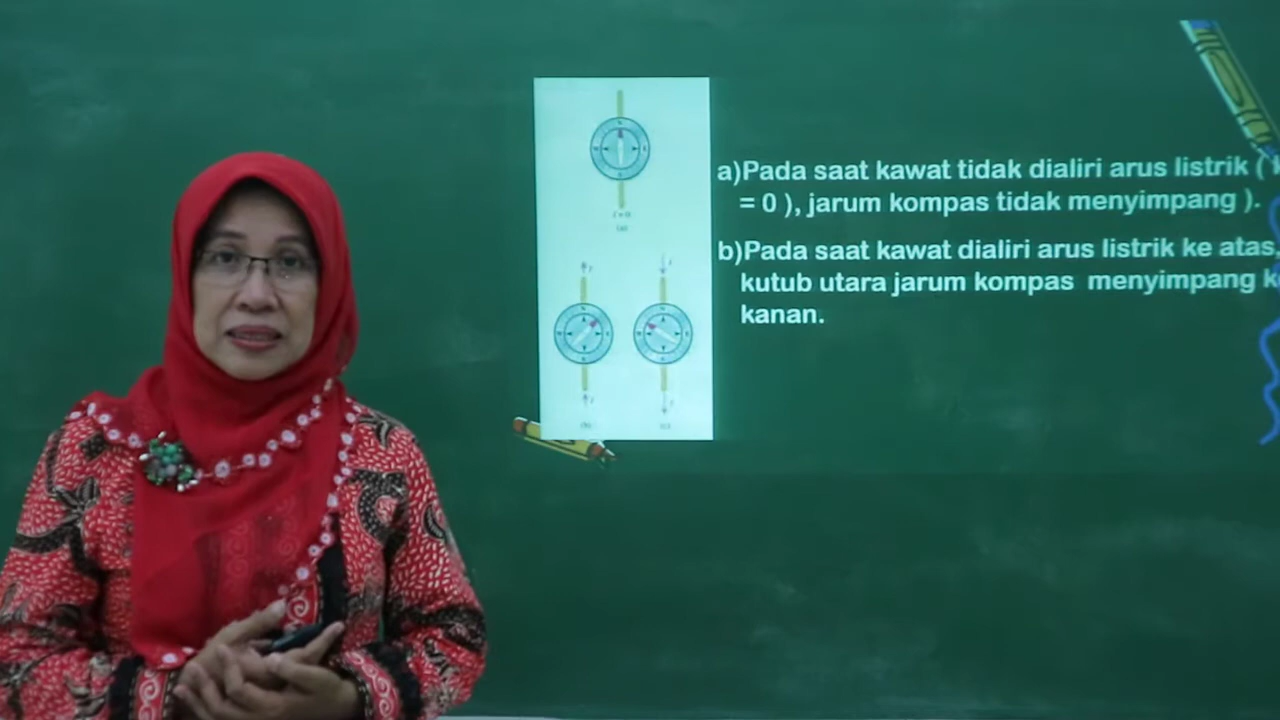 a)Pada saat kawat tidak dialiri arus listrik (
= 0 ), jarum kompas tidak menyimpang ).
b)Pada saat kawat dialiri arus listrik ke atas,
kutub utara jarum kompas menyimpang
kanan.